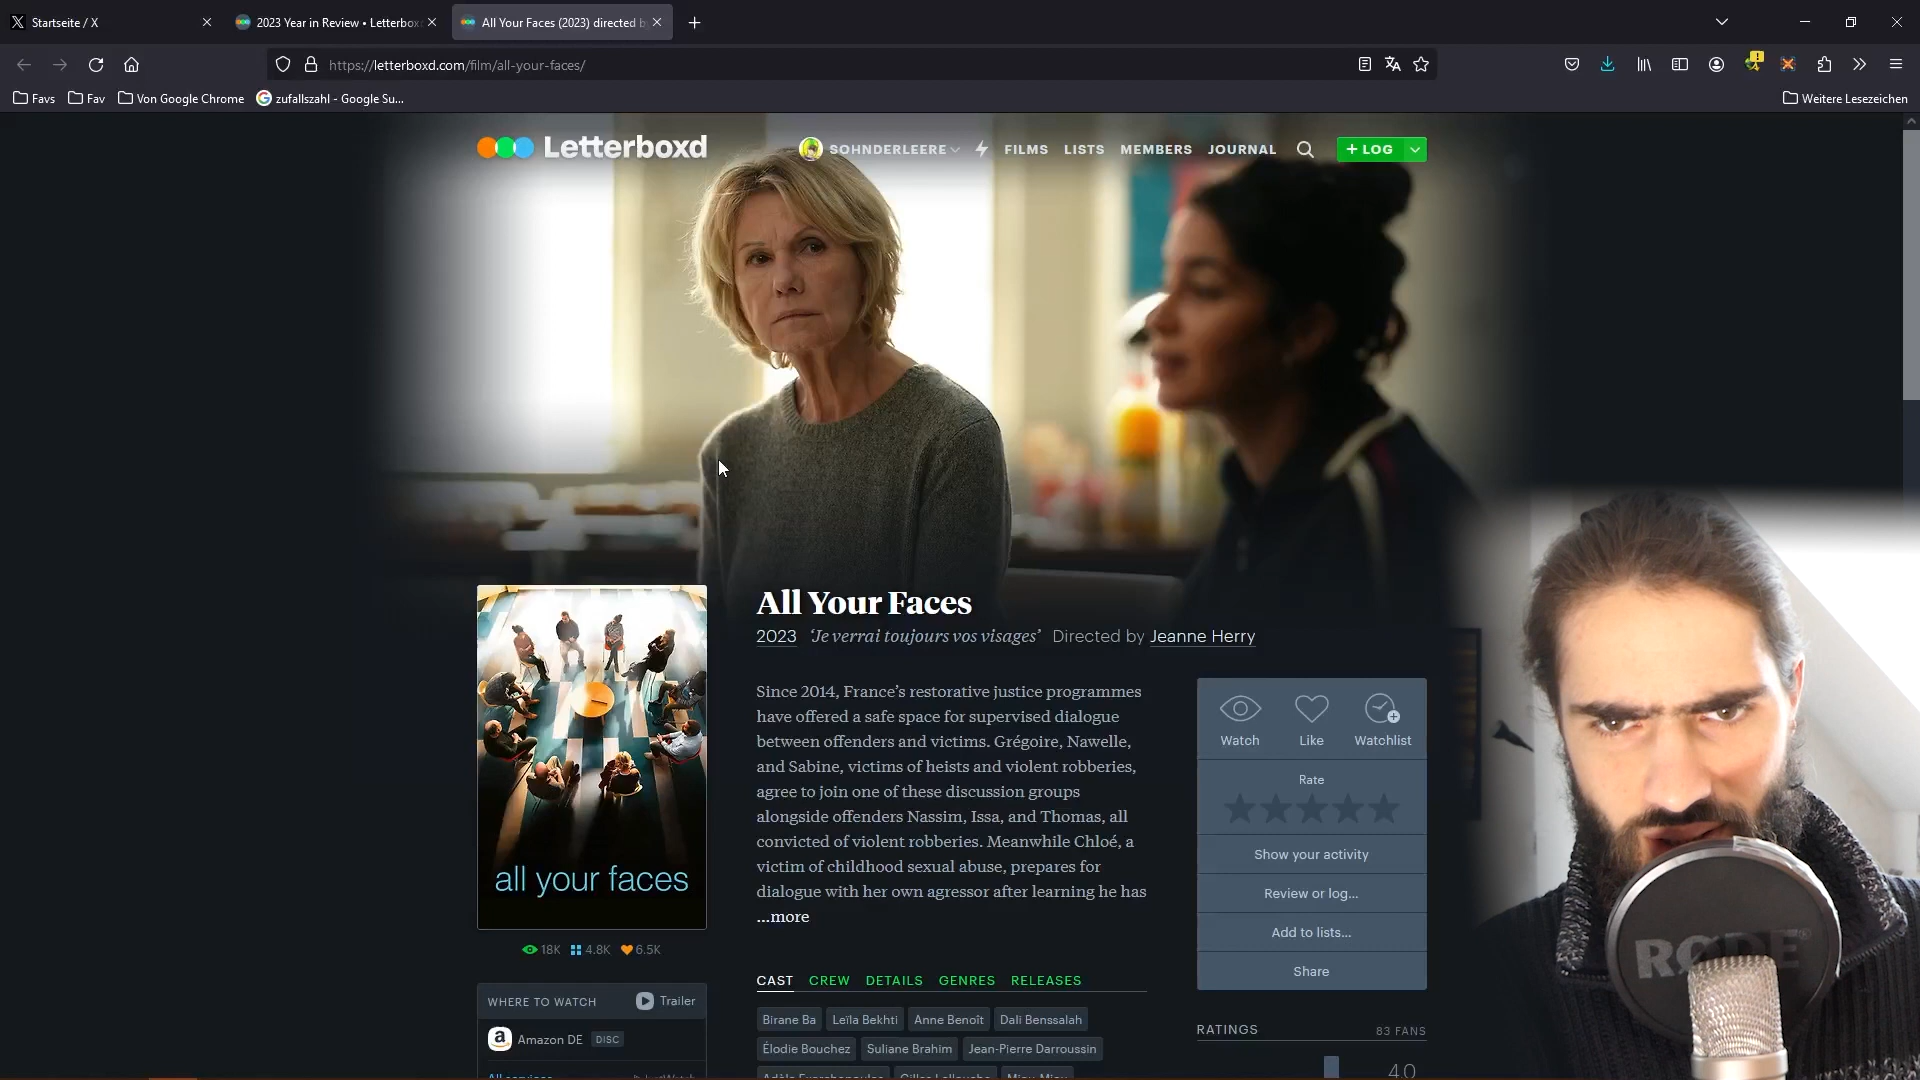 Startseite / X
2023 Year in Review • Letterbox
All Your Faces (2023) directed b
https://letterboxd.com/film/all-your-faces/
Favs
Fav
Von Google Chrome
zufallszahl - Google Su...
Weitere Lesezeichen
Letterboxd
SOHNDERLEERE
FILMS
LISTS
MEMBERS
JOURNAL
+ LOG
All Your Faces
2023 ‘Je verrai toujours vos visages’ Directed by Jeanne Herry
Since 2014, France’s restorative justice programmes
have offered a safe space for supervised dialogue
between offenders and victims. Grégoire, Nawelle,
and Sabine, victims of heists and violent robberies,
agree to join one of these discussion groups
alongside offenders Nassim, Issa, and Thomas, all
convicted of violent robberies. Meanwhile Chloé, a
victim of childhood sexual abuse, prepares for
dialogue with her own agressor after learning he has
...more
all your faces
18K 4.8K 6.5K
WHERE TO WATCH Trailer
Amazon DE DISC
CAST CREW DETAILS GENRES RELEASES
Birane Ba Leïla Bekhti Anne Benoît Dali Benssalah
Élodie Bouchez Suliane Brahim Jean-Pierre Darroussin
Watch Like Watchlist
Rate
Show your activity
Review or log...
Add to lists...
Share
RATINGS 83 FANS
4.0
RODE